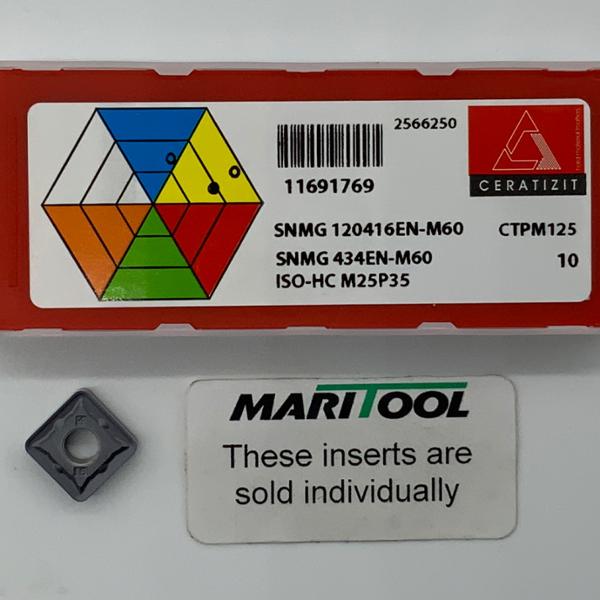 2566250
11691769
CERATIZIT
SNMG 120416EN-M60 CTPM125
SNMG 434EN-M60 10
ISO-HC M25P35
MARITOOL
These inserts are
sold individually